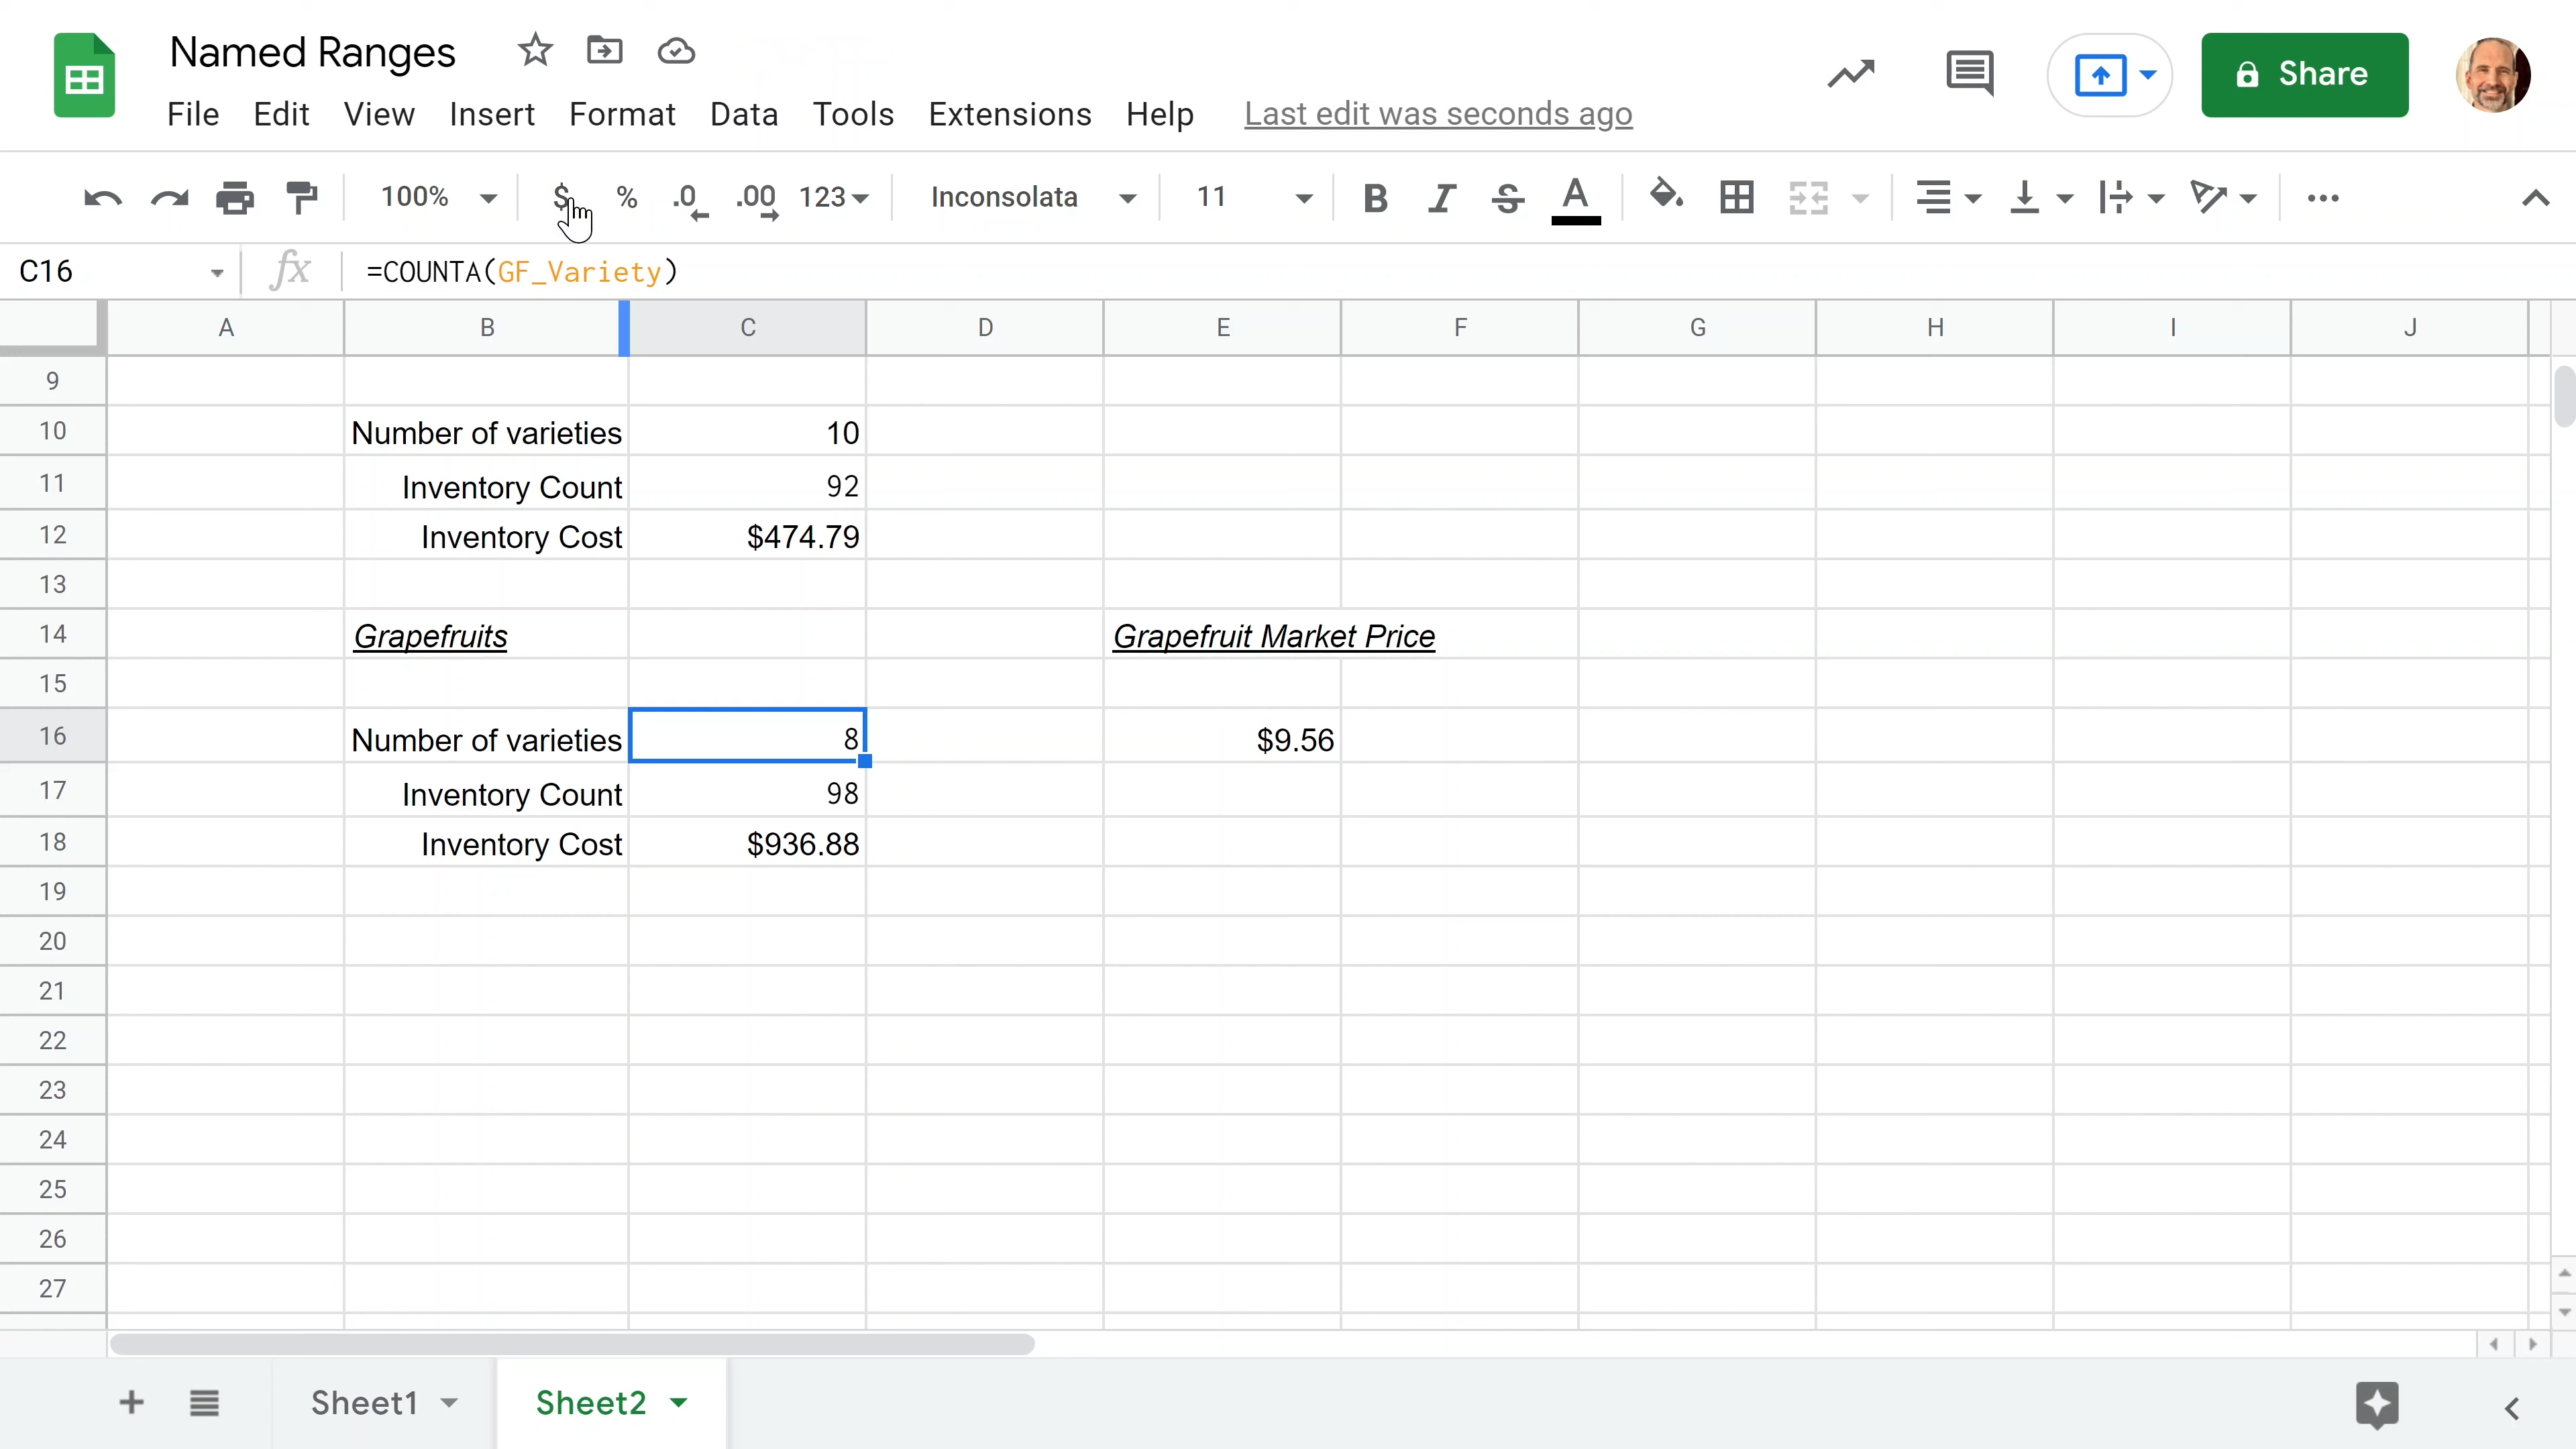 Named Ranges
File Edit View Insert Format Data Tools Extensions Help Last edit was seconds ago
Share
100% $ % .0 .00 123 Inconsolata 11 B I S A
C16 fx =COUNTA(GF_Variety)
A B C D E F G H I J
9
10 Number of varieties 10
11 Inventory Count 92
12 Inventory Cost $474.79
13
14 Grapefruits Grapefruit Market Price
15
16 Number of varieties 8 $9.56
17 Inventory Count 98
18 Inventory Cost $936.88
19
20
21
22
23
24
25
26
27
Sheet1 Sheet2